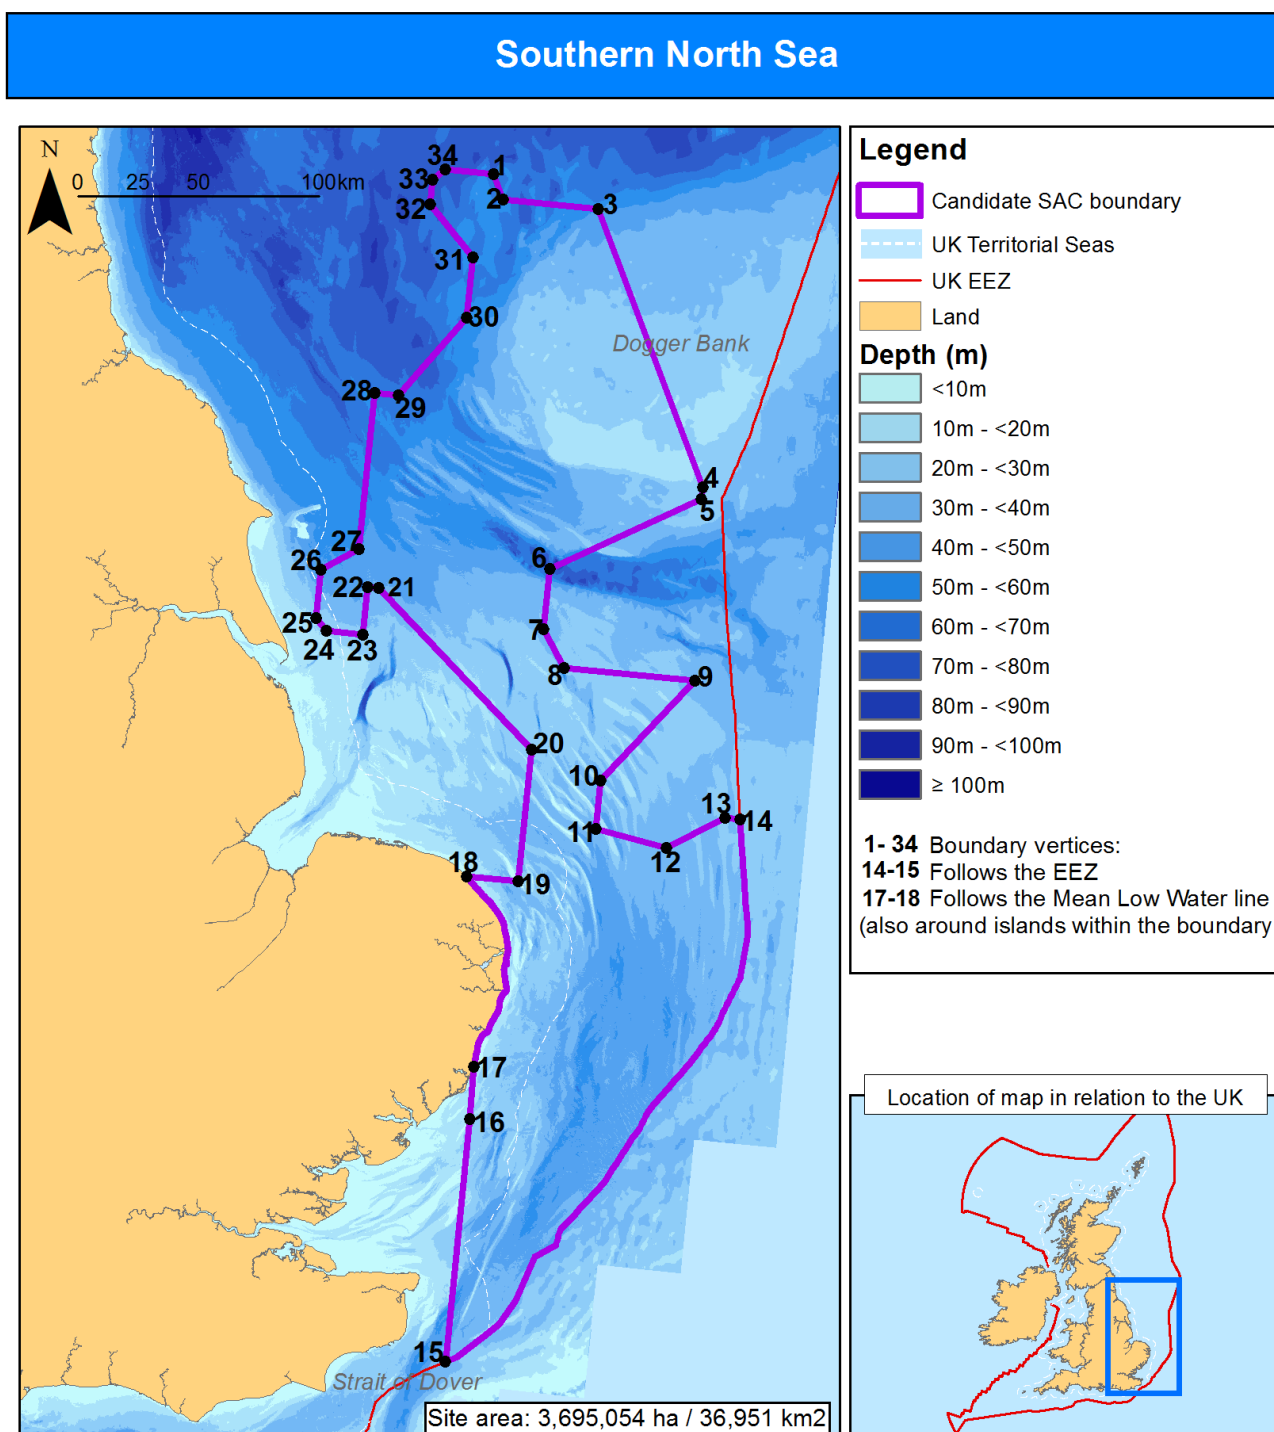 Southern North Sea
N
0 25 50 100km
34
1
33
2
3
32
31
30
Dogger Bank
28
29
4
5
27
6
26
22
21
25
7
24
23
8
9
20
10
13
14
11
12
18
19
17
16
15
Strait of Dover
Site area: 3,695,054 ha / 36,951 km2
Legend
Candidate SAC boundary
UK Territorial Seas
UK EEZ
Land
Depth (m)
<10m
10m - <20m
20m - <30m
30m - <40m
40m - <50m
50m - <60m
60m - <70m
70m - <80m
80m - <90m
90m - <100m
≥ 100m
1- 34 Boundary vertices:
14-15 Follows the EEZ
17-18 Follows the Mean Low Water line
(also around islands within the boundary
Location of map in relation to the UK